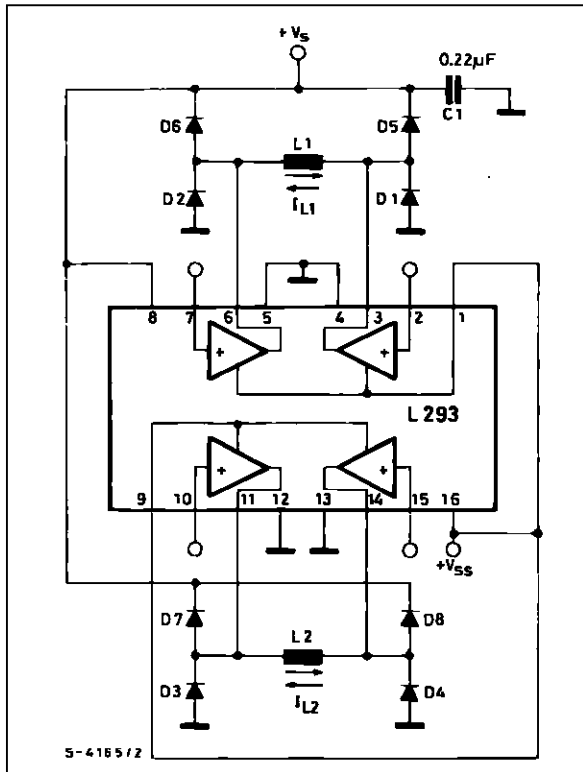 +Vs
0.22µF
C1
D6
D5
L1
D2
D1
IL1
8 7 6 5 4 3 2 1
+ +
L293
+ +
9 10 11 12 13 14 15 16
+Vss
D7
D8
L2
D3
D4
IL2
S-4165/2